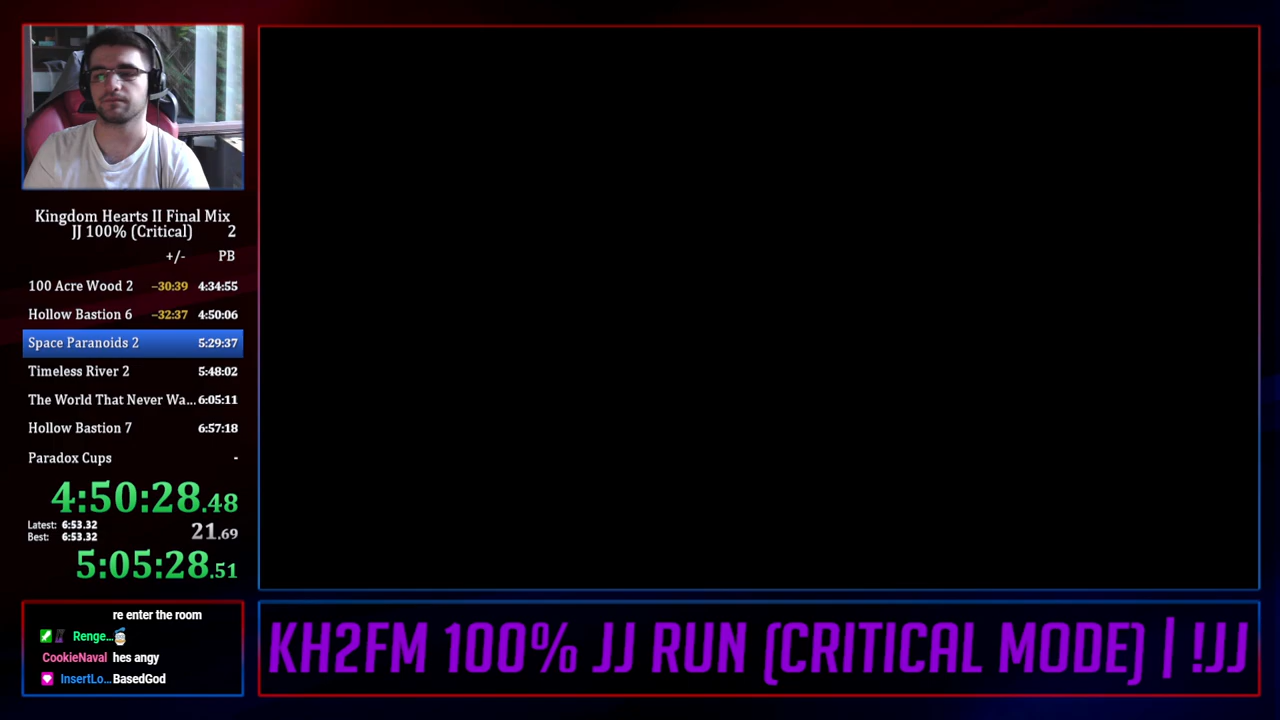 Kingdom Hearts II Final Mix
JJ 100% (Critical) 2
+/- PB
100 Acre Wood 2 −30:39 4:34:55
Hollow Bastion 6 −32:37 4:50:06
Space Paranoids 2 5:29:37
Timeless River 2 5:48:02
The World That Never Wa... 6:05:11
Hollow Bastion 7 6:57:18
Paradox Cups -
4:50:28.48
Latest: 6:53.32
Best: 6:53.32
21.69
5:05:28.51
re enter the room
Renge...
CookieNaval hes angy
InsertLo... BasedGod
KH2FM 100% JJ RUN (CRITICAL MODE) | !JJ